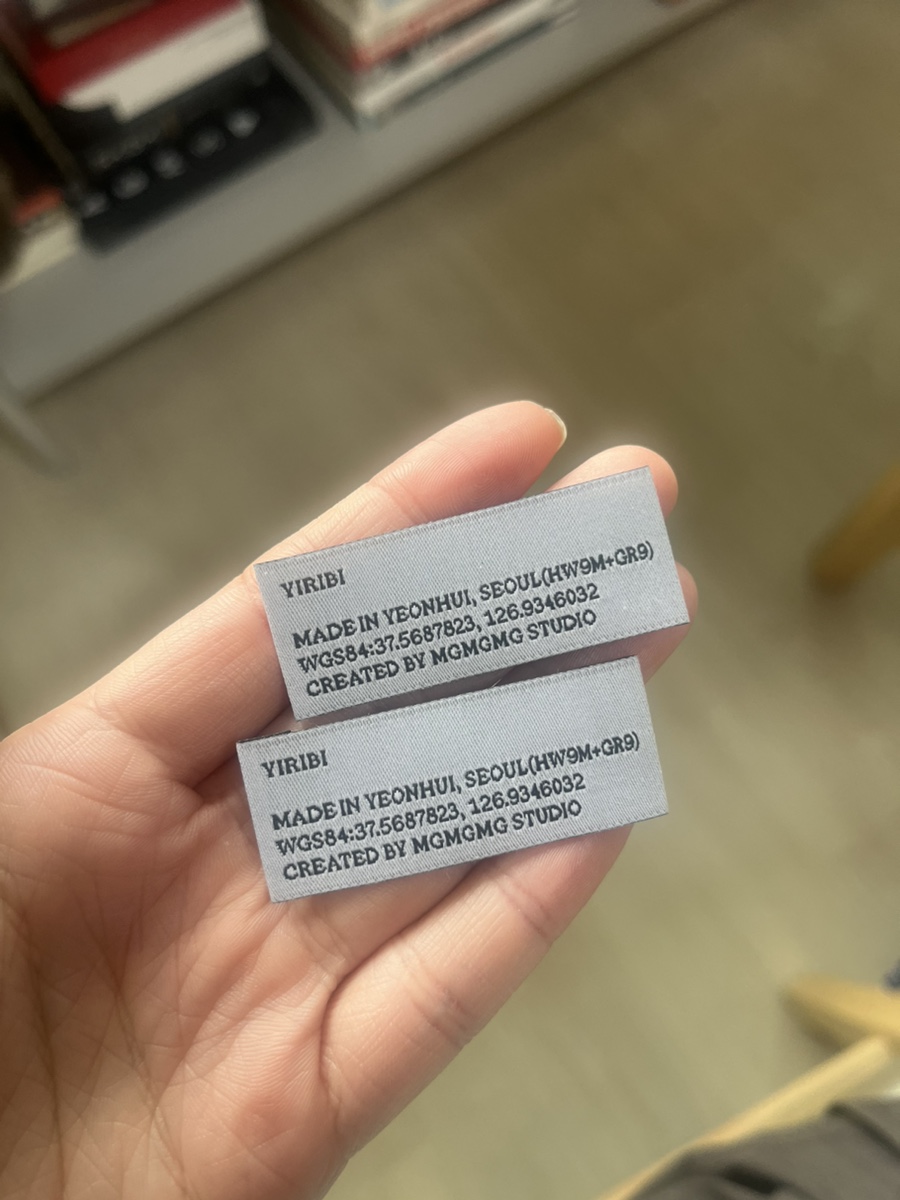 YIRIBI
MADE IN YEONHUI, SEOUL(HW9M+GR9)
WGS84:37.5687823, 126.9346032
CREATED BY MGMGMG STUDIO
YIRIBI
MADE IN YEONHUI, SEOUL(HW9M+GR9)
WGS84:37.5687823, 126.9346032
CREATED BY MGMGMG STUDIO